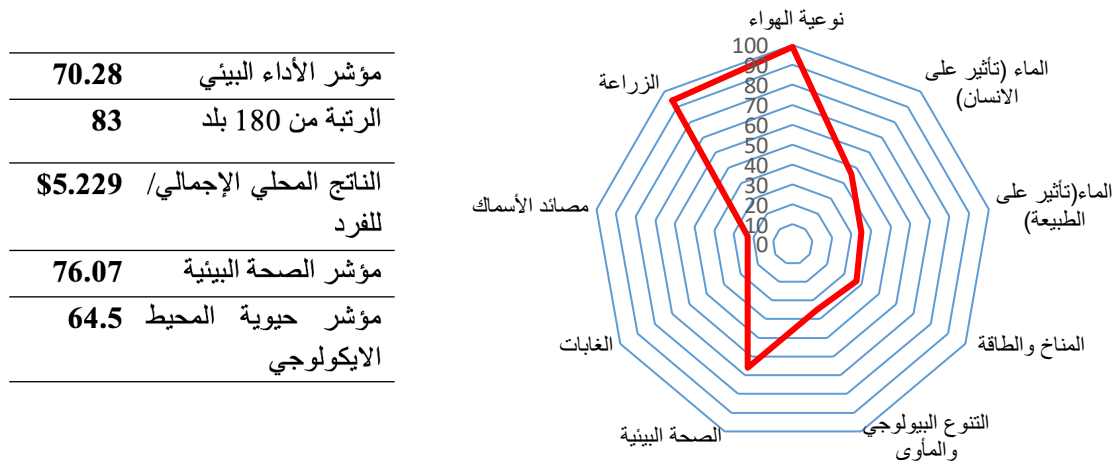 مؤشر الأداء البيئي 70.28
الرتبة من 180 بلد 83
الناتج المحلي الإجمالي/ $5.229
للفرد
مؤشر الصحة البيئية 76.07
مؤشر حيوية المحيط 64.5
الايكولوجي
نوعية الهواء
الماء (تأثير على
الانسان)
الماء(تأثير على
الطبيعة)
المناخ والطاقة
التنوع البيولوجي
والمأوى
الصحة البيئية
الغابات
مصائد الأسماك
الزراعة
100
90
80
70
60
50
40
30
20
10
0